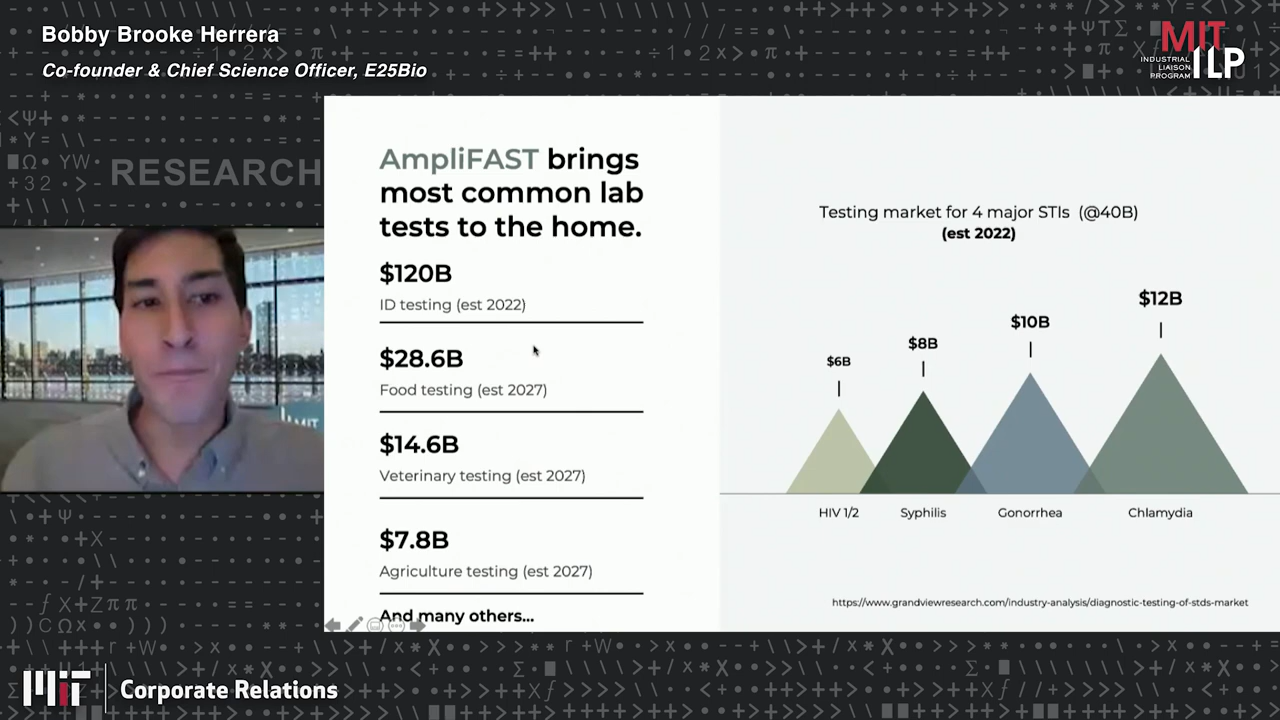 Bobby Brooke Herrera
Co-founder & Chief Science Officer, E25Bio
MIT
INDUSTRIAL
LIAISON
PROGRAM
ILP
RESEARCH
AmpliFAST brings
most common lab
tests to the home.
$120B
ID testing (est 2022)
$28.6B
Food testing (est 2027)
$14.6B
Veterinary testing (est 2027)
$7.8B
Agriculture testing (est 2027)
And many others...
Testing market for 4 major STIs (@40B)
(est 2022)
$6B
$8B
$10B
$12B
HIV 1/2
Syphilis
Gonorrhea
Chlamydia
https://www.grandviewresearch.com/industry-analysis/diagnostic-testing-of-stds-market
MIT
MIT
Corporate Relations